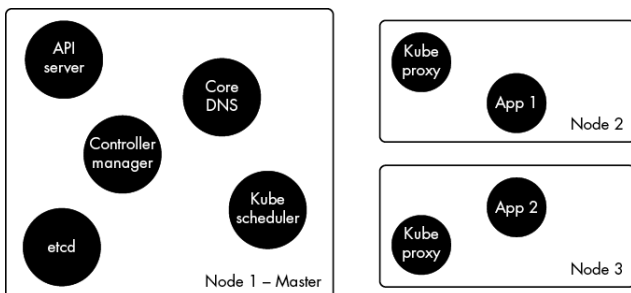 API
server
Core
DNS
Controller
manager
Kube
scheduler
etcd
Node 1 – Master
Kube
proxy
App 1
Node 2
App 2
Kube
proxy
Node 3